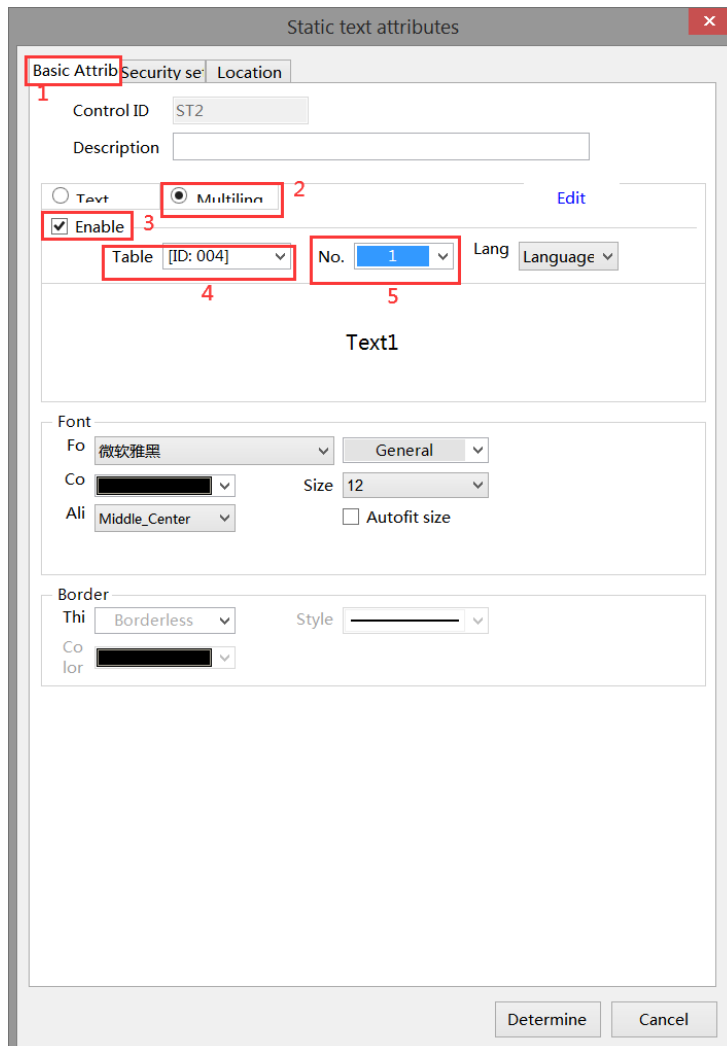 Static text attributes
Basic Attrib Security set Location
1
Control ID ST2
Description
Text Multiling 2 Edit
Enable 3
Table [ID: 004] No. 1 Lang Language
4 5
Text1
Font
Fo 微软雅黑 General
Co Size 12
Ali Middle_Center Autofit size
Border
Thi Borderless Style
Co
lor
Determine Cancel